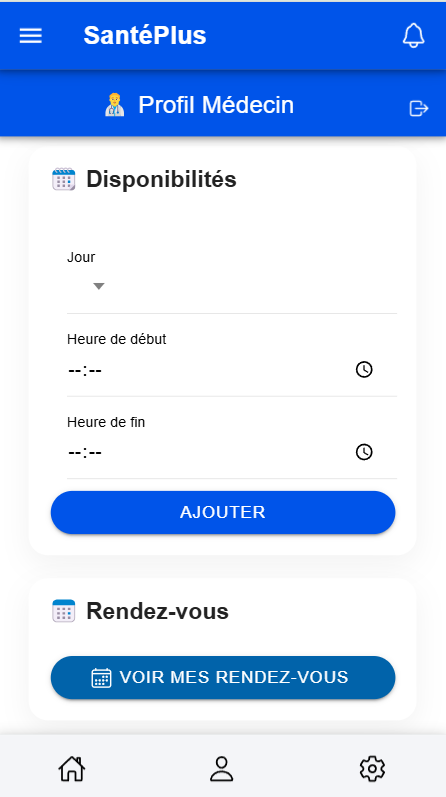 SantéPlus
Profil Médecin
Disponibilités
Jour
Heure de début
--:--
Heure de fin
--:--
AJOUTER
Rendez-vous
VOIR MES RENDEZ-VOUS